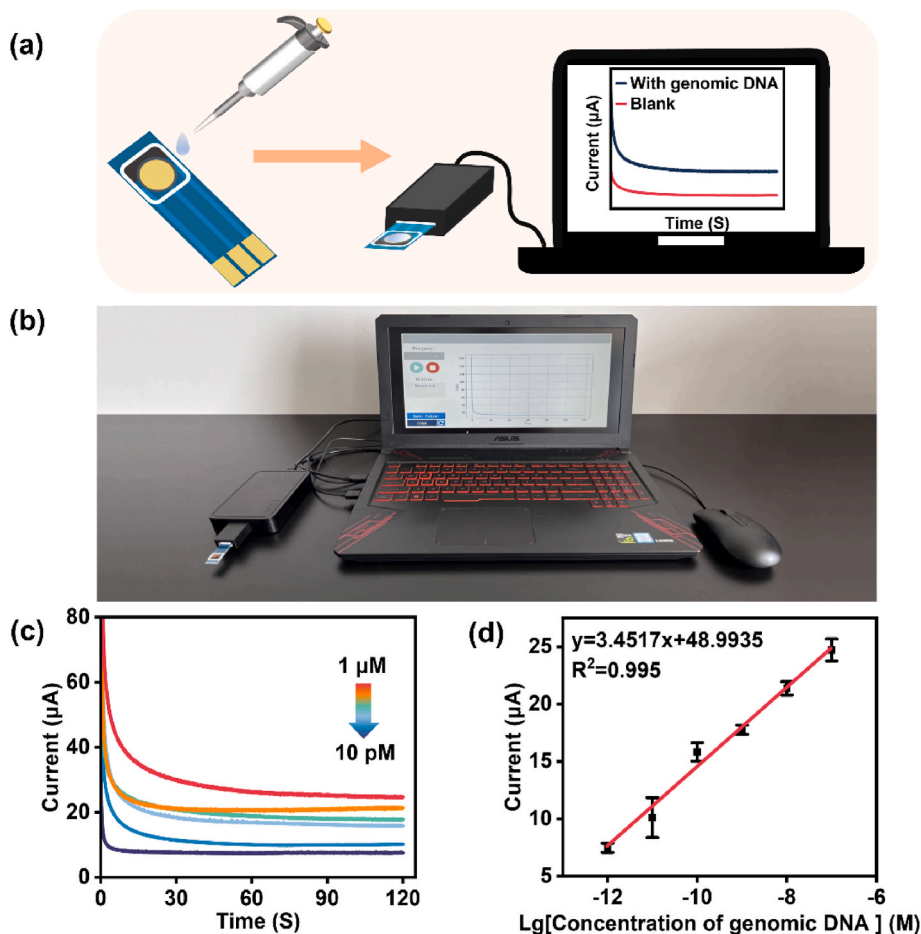 (a)
With genomic DNA
Blank
Current (μA)
Time (S)
(b)
ASUS
(c)
80
60
40
20
0
Current (μA)
1 μM
10 pM
0
30
60
90
120
Time (S)
(d)
y=3.4517x+48.9935
R²=0.995
25
20
15
10
5
Current (μA)
-12
-10
-8
-6
Lg[Concentration of genomic DNA ] (M)